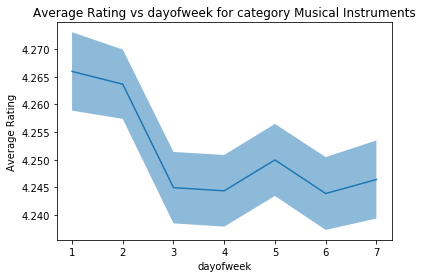 Average Rating vs dayofweek for category Musical Instruments
Average Rating
4.270
4.265
4.260
4.255
4.250
4.245
4.240
1 2 3 4 5 6 7
dayofweek